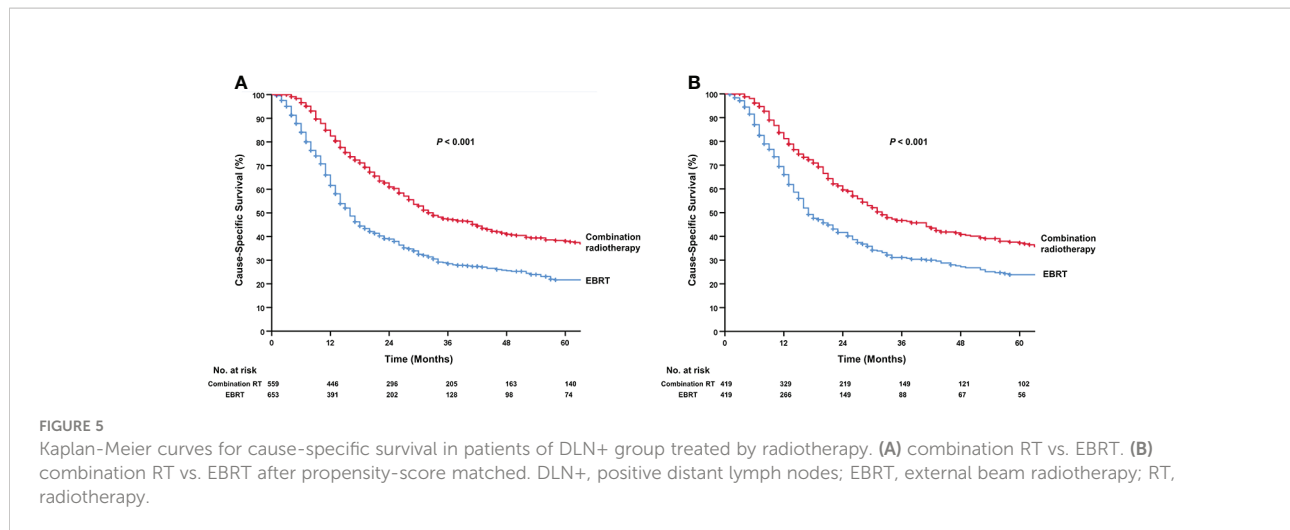 A
100
90
80
70
60
50
40
30
20
10
0
Cause-Specific Survival (%)
P < 0.001
Combination
radiotherapy
EBRT
0 12 24 36 48 60
Time (Months)
No. at risk
Combination RT 559 446 296 205 163 140
EBRT 653 391 202 128 98 74
B
100
90
80
70
60
50
40
30
20
10
0
Cause-Specific Survival (%)
P < 0.001
Combination
radiotherapy
EBRT
0 12 24 36 48 60
Time (Months)
No. at risk
Combination RT 419 329 219 149 121 102
EBRT 419 266 149 88 67 56
FIGURE 5
Kaplan-Meier curves for cause-specific survival in patients of DLN+ group treated by radiotherapy. (A) combination RT vs. EBRT. (B)
combination RT vs. EBRT after propensity-score matched. DLN+, positive distant lymph nodes; EBRT, external beam radiotherapy; RT,
radiotherapy.